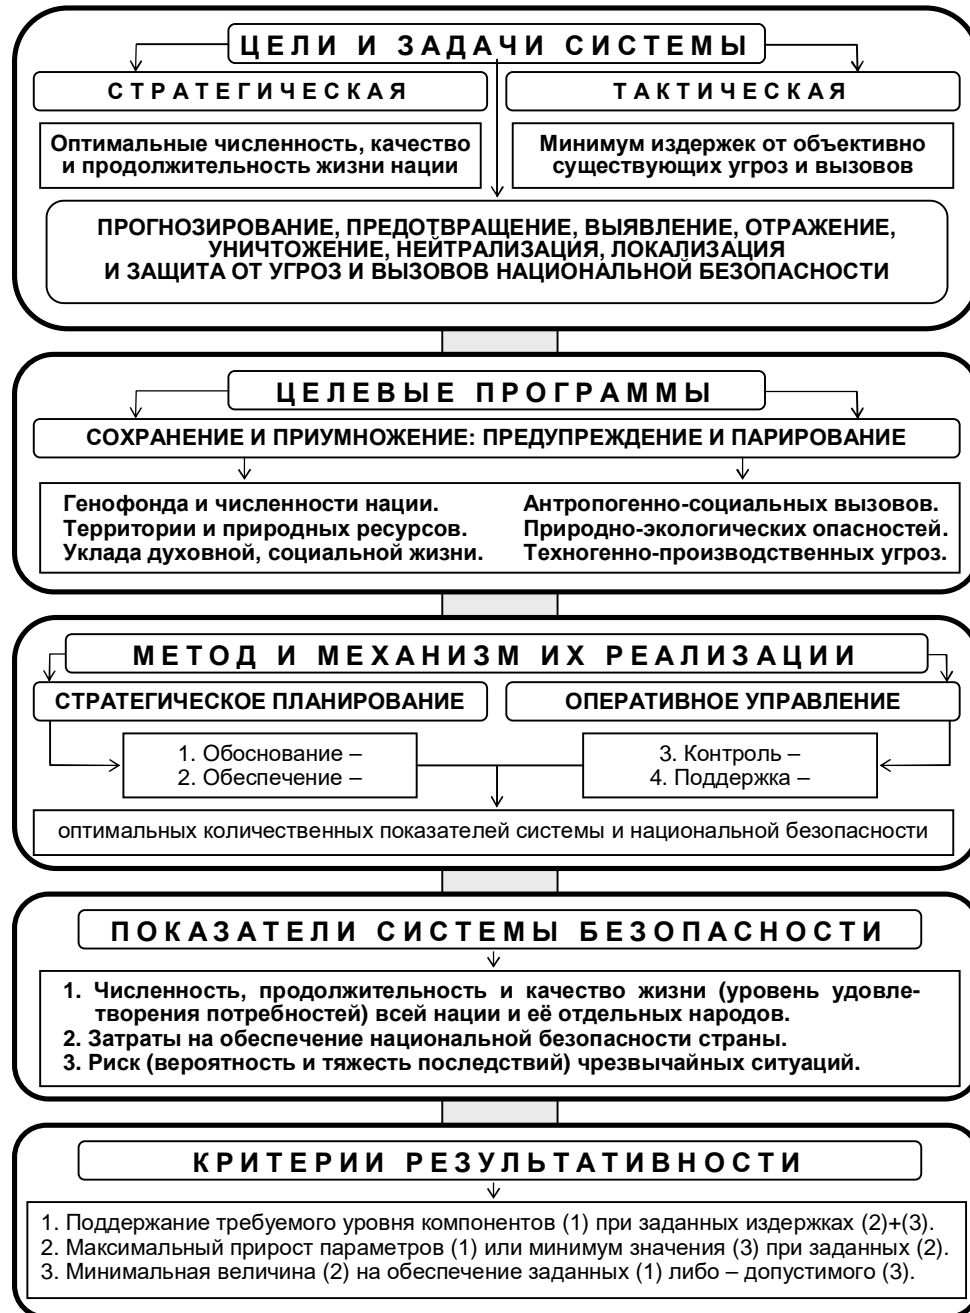 ЦЕЛИ И ЗАДАЧИ СИСТЕМЫ
СТРАТЕГИЧЕСКАЯ
ТАКТИЧЕСКАЯ
Оптимальные численность, качество
и продолжительность жизни нации
Минимум издержек от объективно
существующих угроз и вызовов
ПРОГНОЗИРОВАНИЕ, ПРЕДОТВРАЩЕНИЕ, ВЫЯВЛЕНИЕ, ОТРАЖЕНИЕ,
УНИЧТОЖЕНИЕ, НЕЙТРАЛИЗАЦИЯ, ЛОКАЛИЗАЦИЯ
И ЗАЩИТА ОТ УГРОЗ И ВЫЗОВОВ НАЦИОНАЛЬНОЙ БЕЗОПАСНОСТИ
ЦЕЛЕВЫЕ ПРОГРАММЫ
СОХРАНЕНИЕ И ПРИУМНОЖЕНИЕ: ПРЕДУПРЕЖДЕНИЕ И ПАРИРОВАНИЕ
Генофонда и численности нации.
Территории и природных ресурсов.
Уклада духовной, социальной жизни.
Антропогенно-социальных вызовов.
Природно-экологических опасностей.
Техногенно-производственных угроз.
МЕТОД И МЕХАНИЗМ ИХ РЕАЛИЗАЦИИ
СТРАТЕГИЧЕСКОЕ ПЛАНИРОВАНИЕ
ОПЕРАТИВНОЕ УПРАВЛЕНИЕ
1. Обоснование –
2. Обеспечение –
3. Контроль –
4. Поддержка –
оптимальных количественных показателей системы и национальной безопасности
ПОКАЗАТЕЛИ СИСТЕМЫ БЕЗОПАСНОСТИ
1. Численность, продолжительность и качество жизни (уровень удовле-
творения потребностей) всей нации и её отдельных народов.
2. Затраты на обеспечение национальной безопасности страны.
3. Риск (вероятность и тяжесть последствий) чрезвычайных ситуаций.
КРИТЕРИИ РЕЗУЛЬТАТИВНОСТИ
1. Поддержание требуемого уровня компонентов (1) при заданных издержках (2)+(3).
2. Максимальный прирост параметров (1) или минимум значения (3) при заданных (2).
3. Минимальная величина (2) на обеспечение заданных (1) либо – допустимого (3).